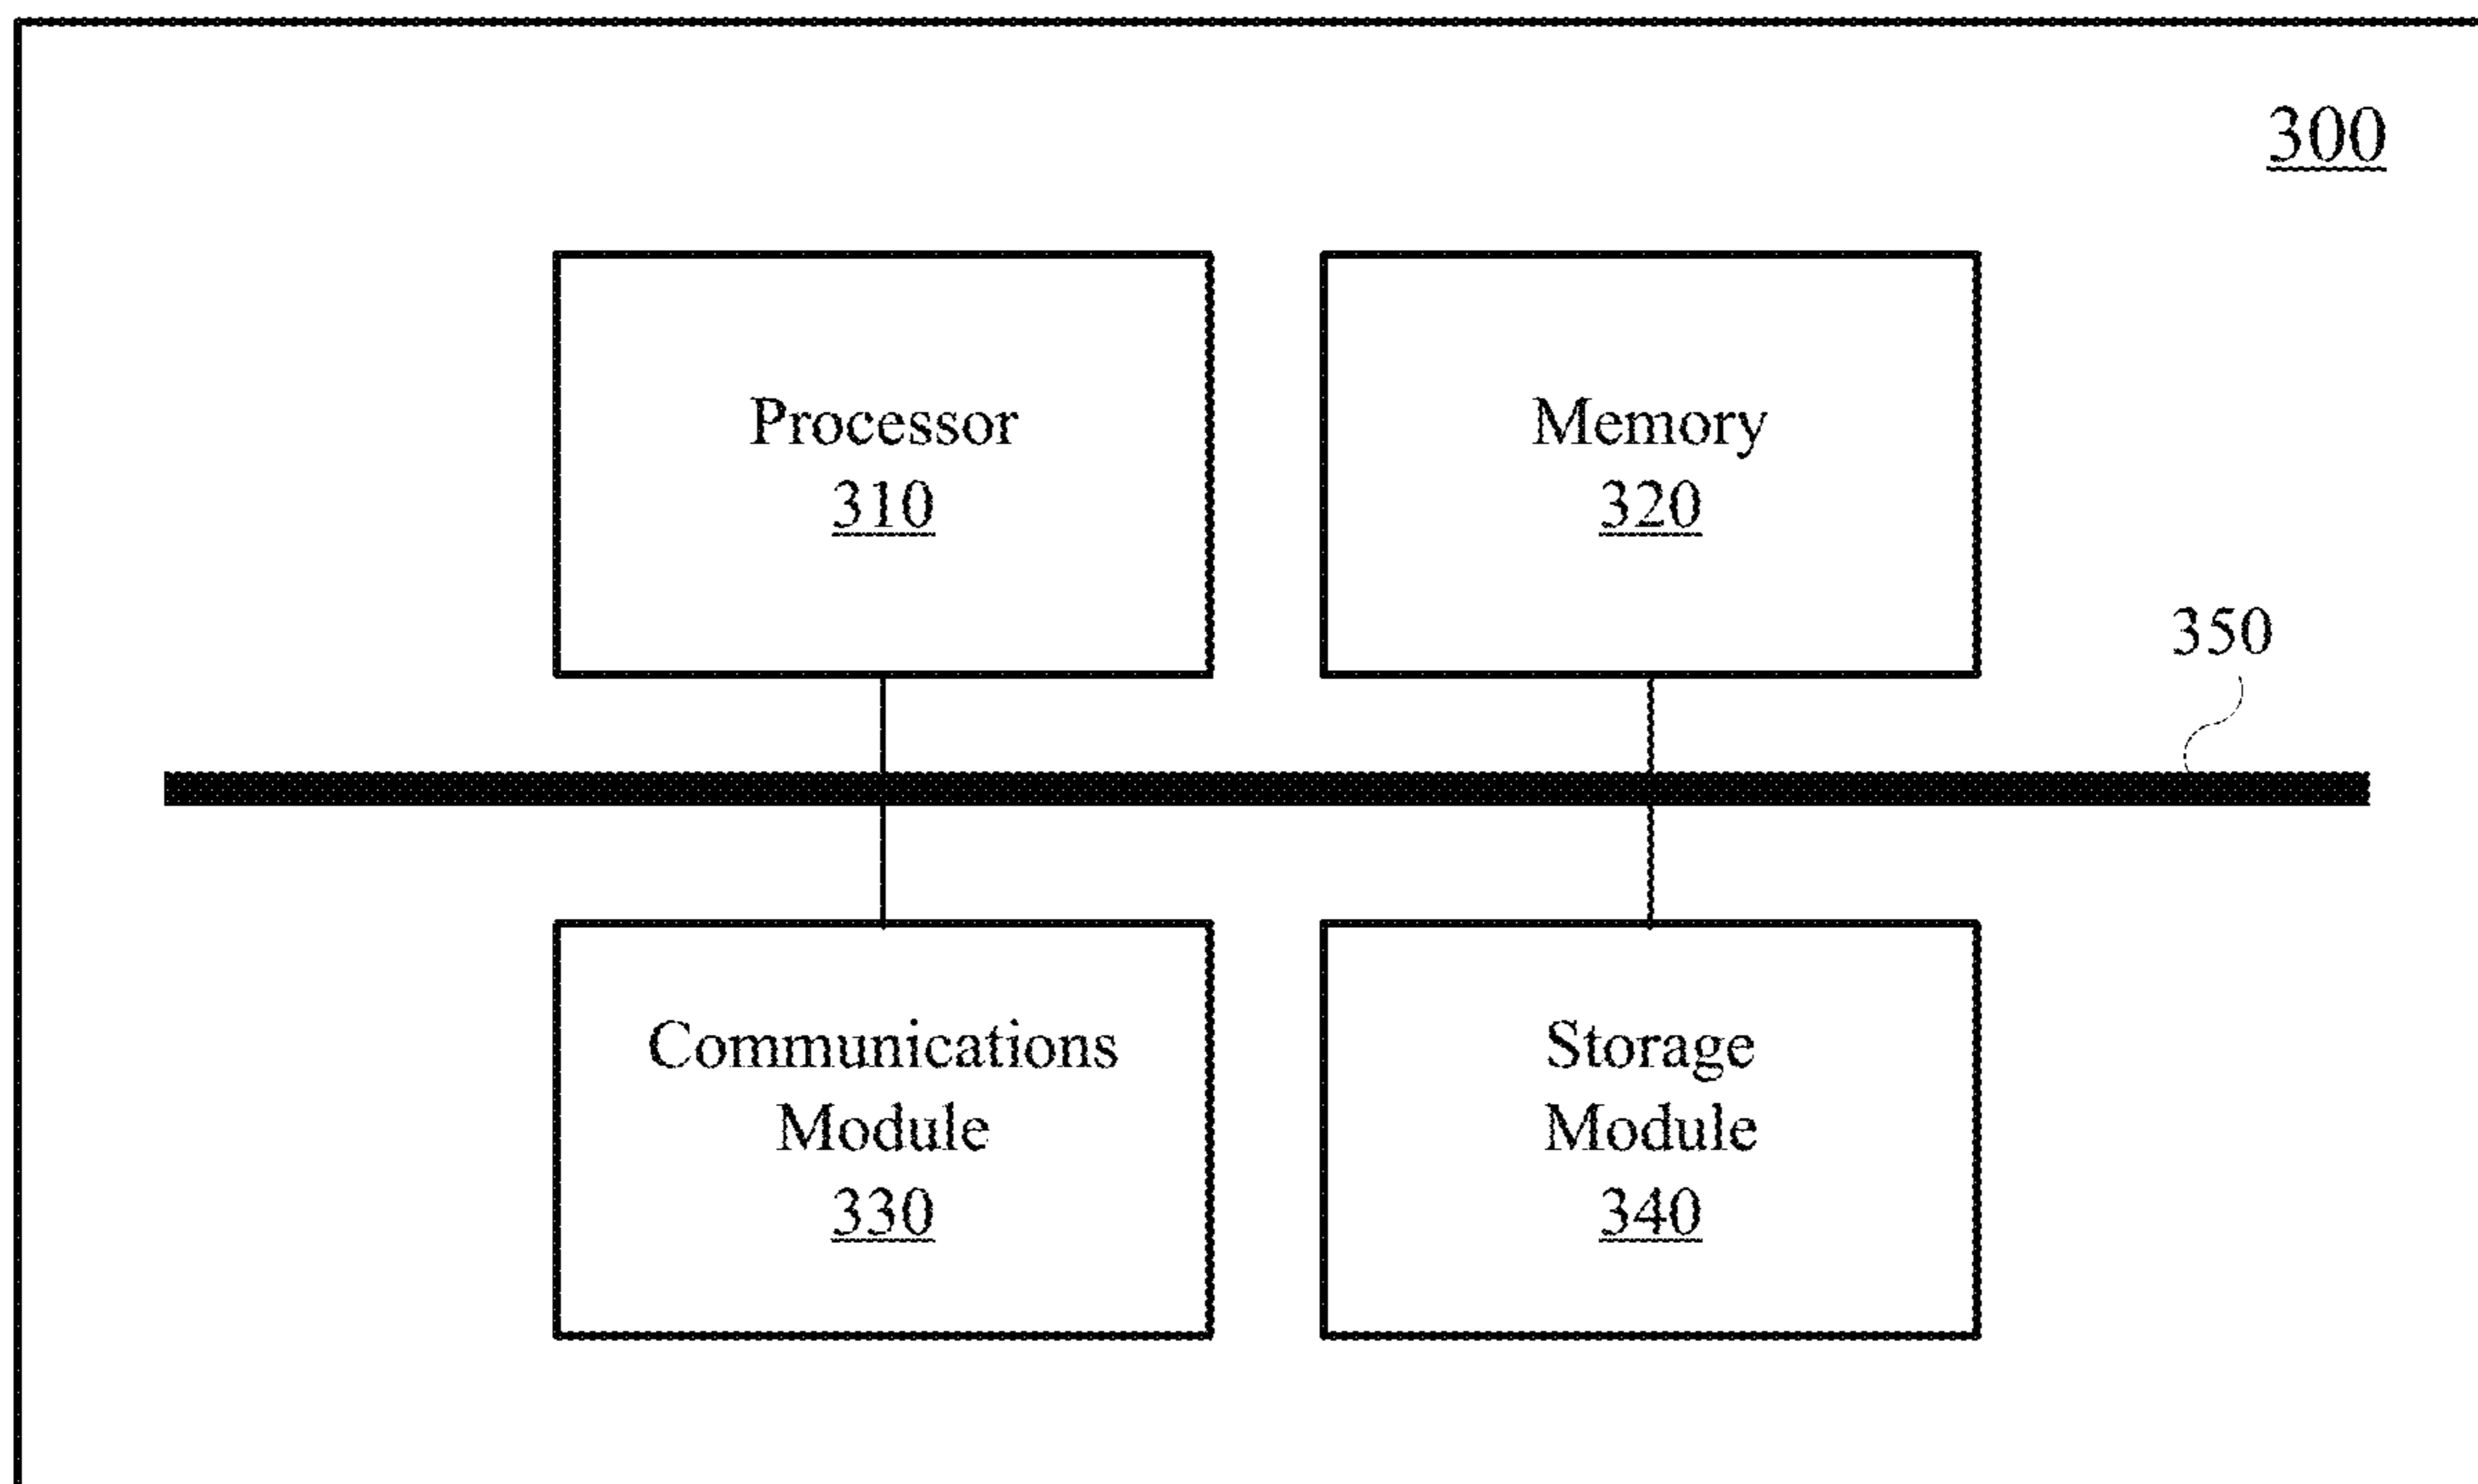 300
Processor
310
Memory
320
350
Communications
Module
330
Storage
Module
340